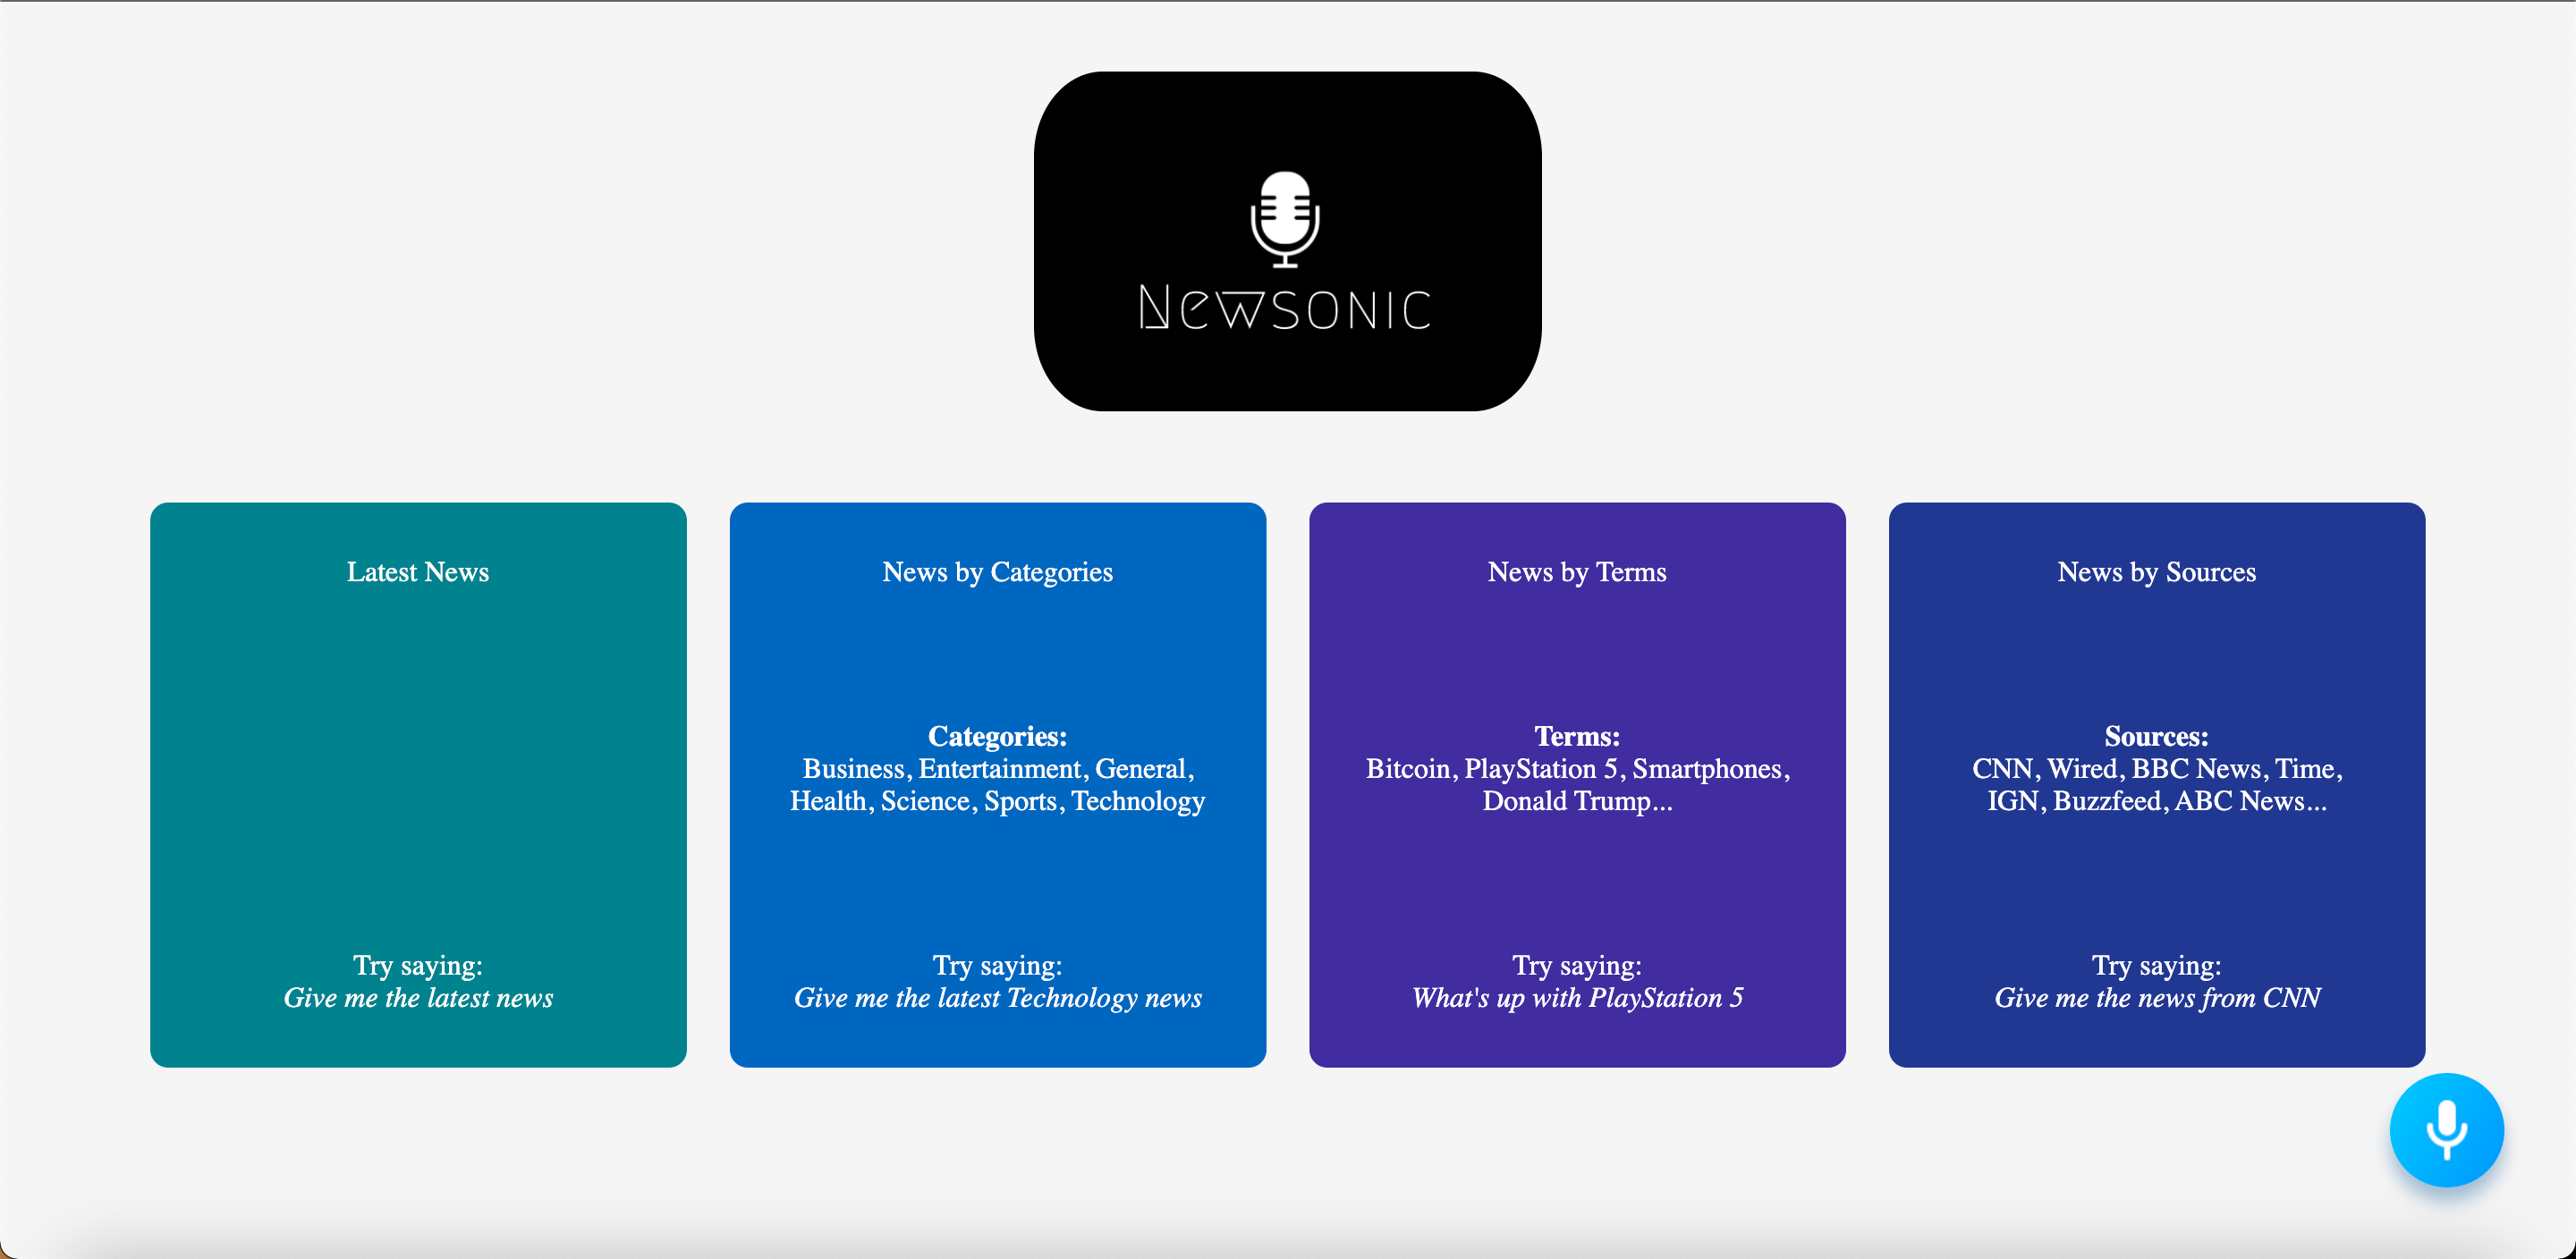 Newsonic
Latest News
Try saying:
Give me the latest news
News by Categories
Categories:
Business, Entertainment, General,
Health, Science, Sports, Technology
Try saying:
Give me the latest Technology news
News by Terms
Terms:
Bitcoin, PlayStation 5, Smartphones,
Donald Trump...
Try saying:
What's up with PlayStation 5
News by Sources
Sources:
CNN, Wired, BBC News, Time,
IGN, Buzzfeed, ABC News...
Try saying:
Give me the news from CNN